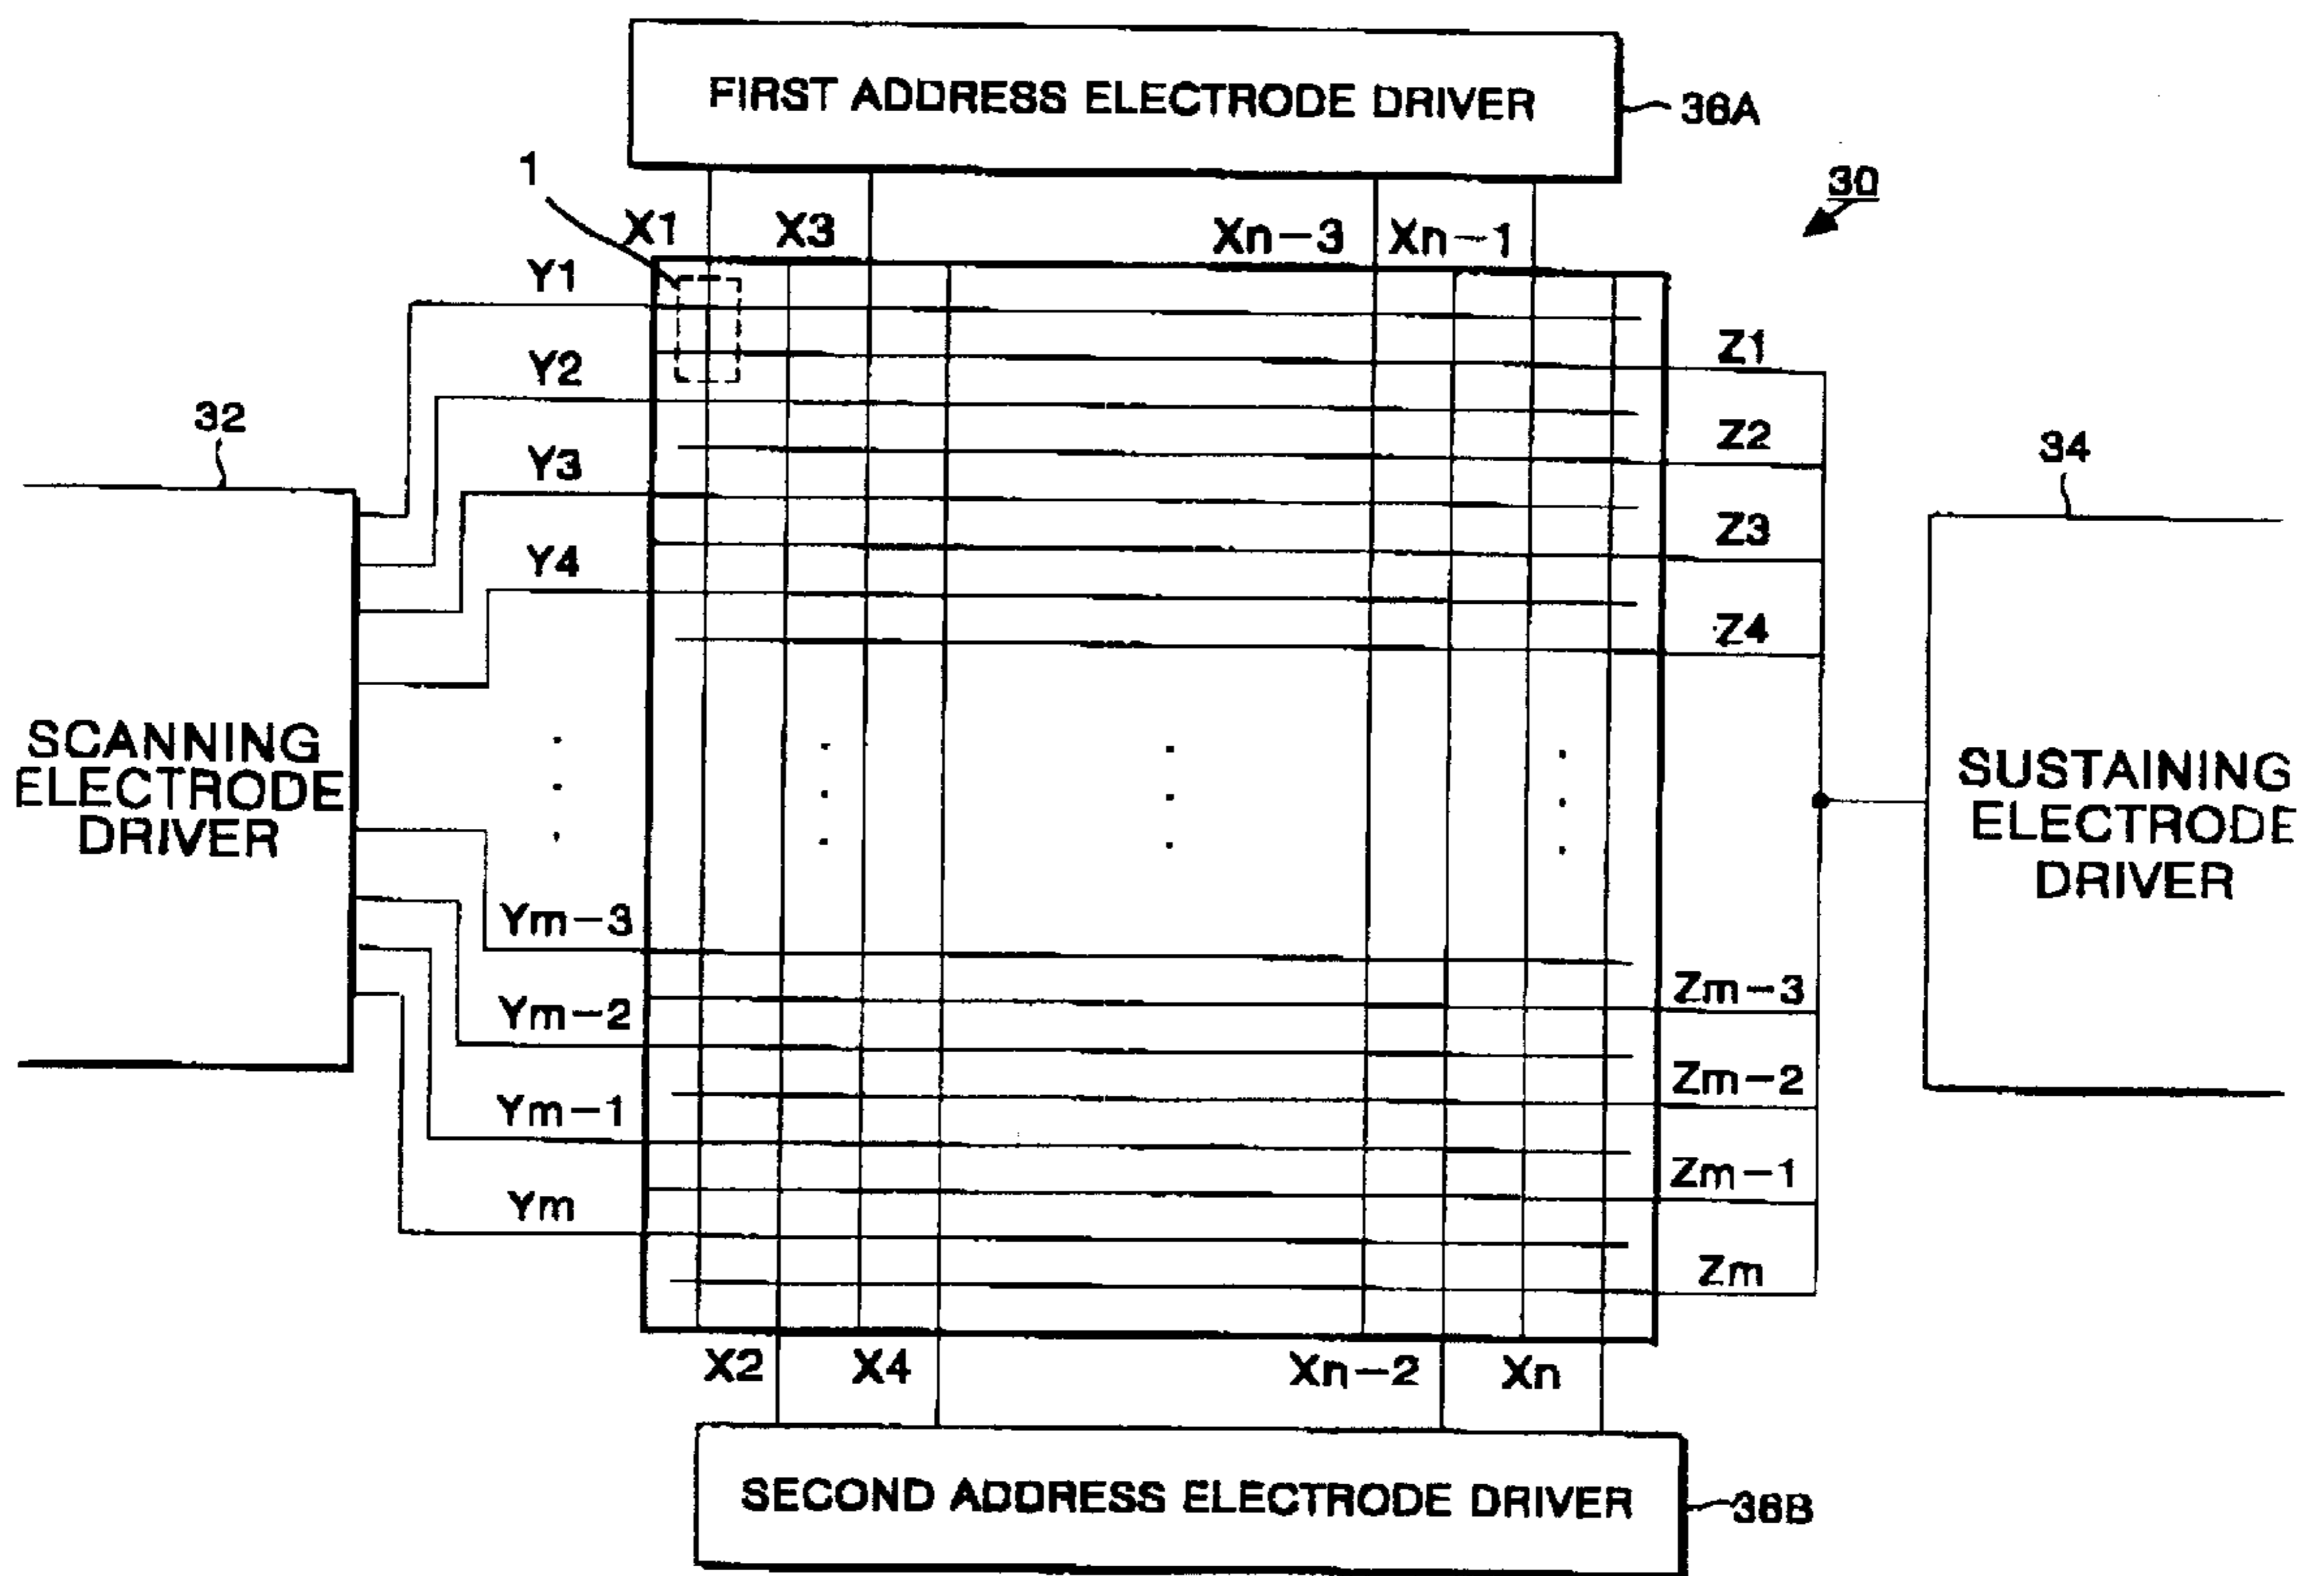 FIRST ADDRESS ELECTRODE DRIVER
36A
1
30
X1
X3
Xn-3
Xn-1
Y1
Y2
Y3
Y4
Z1
Z2
Z3
Z4
32
34
SCANNING
ELECTRODE
DRIVER
SUSTAINING
ELECTRODE
DRIVER
Ym-3
Ym-2
Ym-1
Ym
Zm-3
Zm-2
Zm-1
Zm
X2
X4
Xn-2
Xn
SECOND ADDRESS ELECTRODE DRIVER
36B